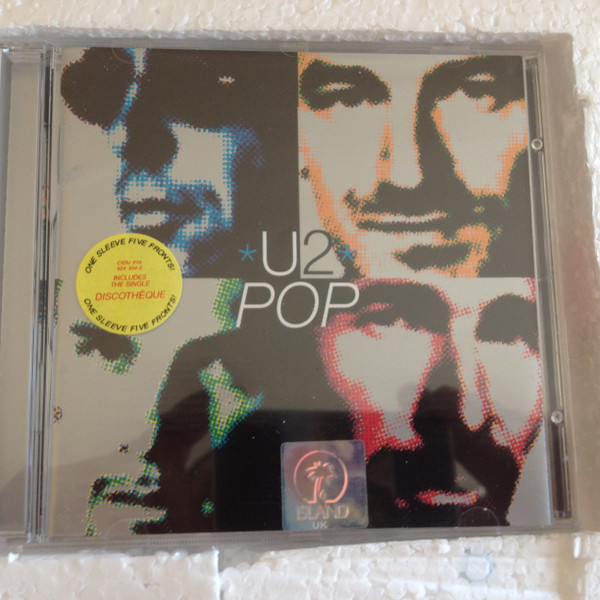 *U2*
POP
ONE SLEEVE FIVE FRONTS!
INCLUDES
THE SINGLE
DISCOTHÈQUE
ONE SLEEVE FIVE FRONTS!
ISLAND
UK